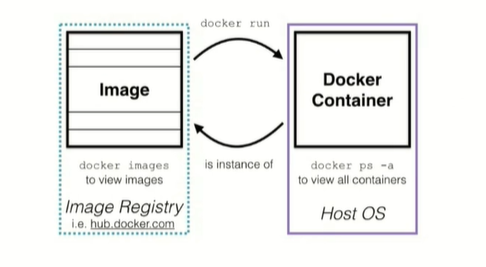 docker run
Image
Docker
Container
docker images
to view images
is instance of
docker ps -a
to view all containers
Image Registry
i.e. hub.docker.com
Host OS